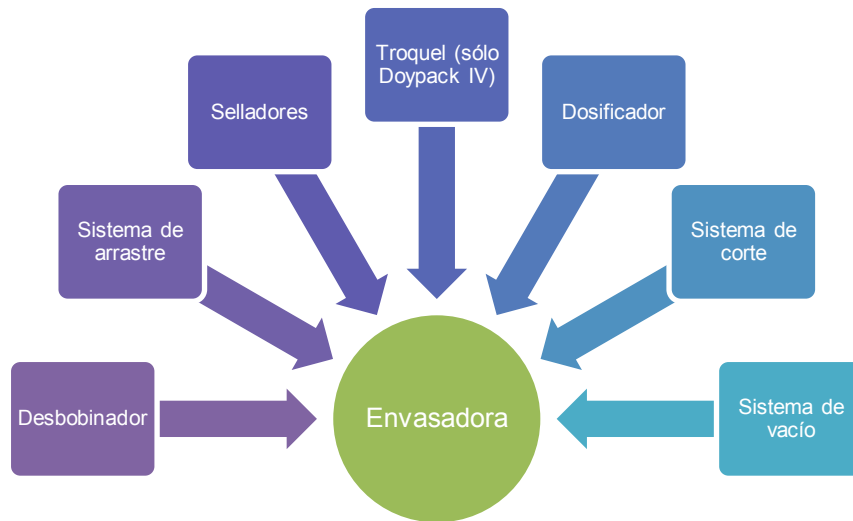 Troquel (sólo
Doypack IV)
Selladores
Dosificador
Sistema de
arrastre
Sistema de
corte
Desbobinador
Envasadora
Sistema de
vacío